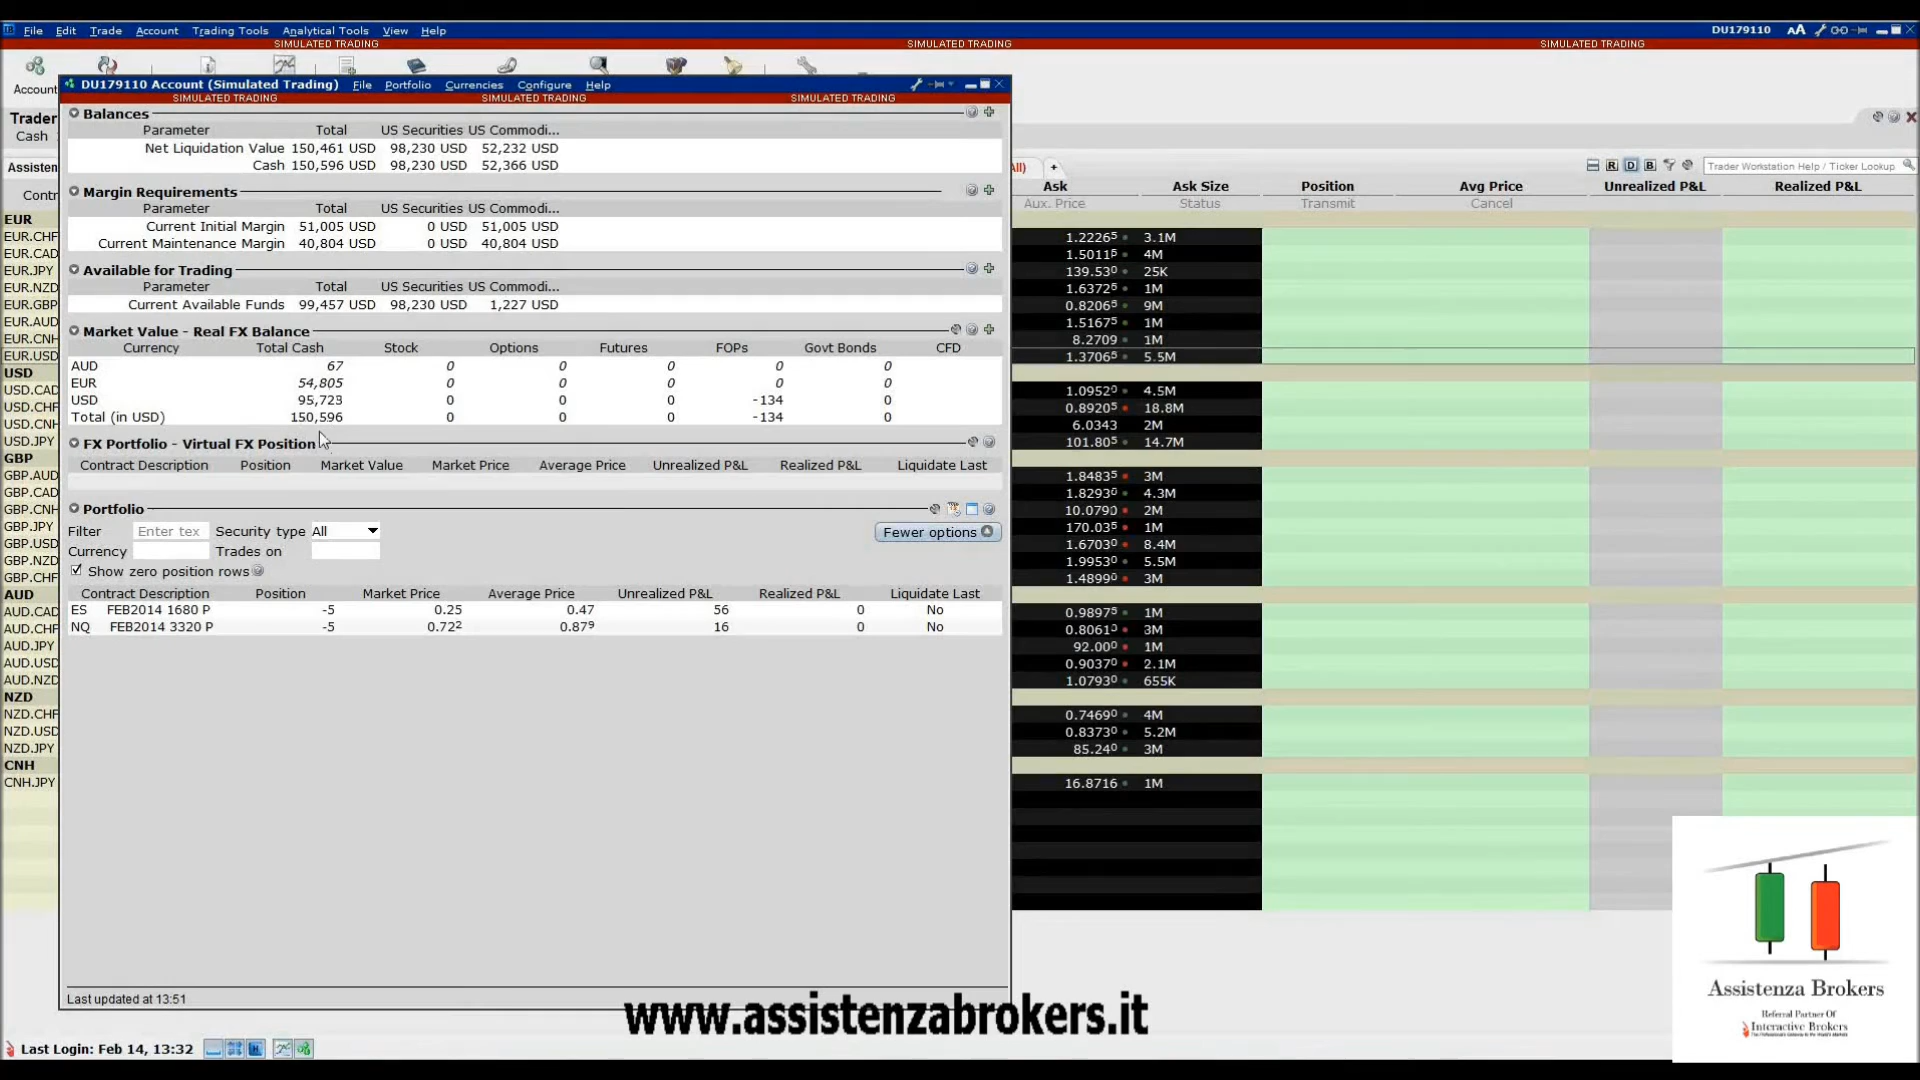 File Edit Trade Account Trading Tools Analytical Tools View Help DU179110 AA
SIMULATED TRADING SIMULATED TRADING SIMULATED TRADING
Account
DU179110 Account (Simulated Trading) File Portfolio Currencies Configure Help
SIMULATED TRADING SIMULATED TRADING SIMULATED TRADING
Balances
Parameter Total US Securities US Commodi...
Net Liquidation Value 150,461 USD 98,230 USD 52,232 USD
Cash 150,596 USD 98,230 USD 52,366 USD
Margin Requirements
Parameter Total US Securities US Commodi...
Current Initial Margin 51,005 USD 0 USD 51,005 USD
Current Maintenance Margin 40,804 USD 0 USD 40,804 USD
Available for Trading
Parameter Total US Securities US Commodi...
Current Available Funds 99,457 USD 98,230 USD 1,227 USD
Market Value - Real FX Balance
Currency Total Cash Stock Options Futures FOPs Govt Bonds CFD
AUD 67 0 0 0 0 0
EUR 54,805 0 0 0 0 0
USD 95,723 0 0 0 -134 0
Total (in USD) 150,596 0 0 0 -134 0
FX Portfolio - Virtual FX Position
Contract Description Position Market Value Market Price Average Price Unrealized P&L Realized P&L Liquidate Last
Portfolio
Filter Enter tex Security type All Fewer options
Currency Trades on
Show zero position rows
Contract Description Position Market Price Average Price Unrealized P&L Realized P&L Liquidate Last
ES FEB2014 1680 P -5 0.25 0.47 56 0 No
NQ FEB2014 3320 P -5 0.72² 0.87⁹ 16 0 No
Last updated at 13:51
Trader
Cash
Assisten
Contr
EUR
EUR.CHF
EUR.CAD
EUR.JPY
EUR.NZD
EUR.GBP
EUR.AUD
EUR.CNH
EUR.USD
USD
USD.CAD
USD.CHF
USD.CNH
USD.JPY
GBP
GBP.AUD
GBP.CAD
GBP.CNH
GBP.JPY
GBP.USD
GBP.NZD
GBP.CHF
AUD
AUD.CAD
AUD.CHF
AUD.JPY
AUD.USD
AUD.NZD
NZD
NZD.CHF
NZD.USD
NZD.JPY
CNH
CNH.JPY
All) + R D B Trader Workstation Help / Ticker Lookup
Ask Ask Size Position Avg Price Unrealized P&L Realized P&L
Aux. Price Status Transmit Cancel
1.2226⁵ 3.1M
1.5011⁵ 4M
139.53⁰ 25K
1.6372⁵ 1M
0.8206⁵ 9M
1.5167⁵ 1M
8.2709 1M
1.3706⁵ 5.5M
1.0952⁰ 4.5M
0.8920⁵ 18.8M
6.0343 2M
101.80⁵ 14.7M
1.8483⁵ 3M
1.8293⁰ 4.3M
10.0790 2M
170.03⁵ 1M
1.6703⁰ 8.4M
1.9953⁰ 5.5M
1.4899⁰ 3M
0.9897⁵ 1M
0.8061⁰ 3M
92.00⁰ 1M
0.9037⁰ 2.1M
1.0793⁰ 655K
0.7469⁰ 4M
0.8373⁰ 5.2M
85.24⁰ 3M
16.8716 1M
Assistenza Brokers
Referral Partner Of
Interactive Brokers
www.assistenzabrokers.it
Last Login: Feb 14, 13:32